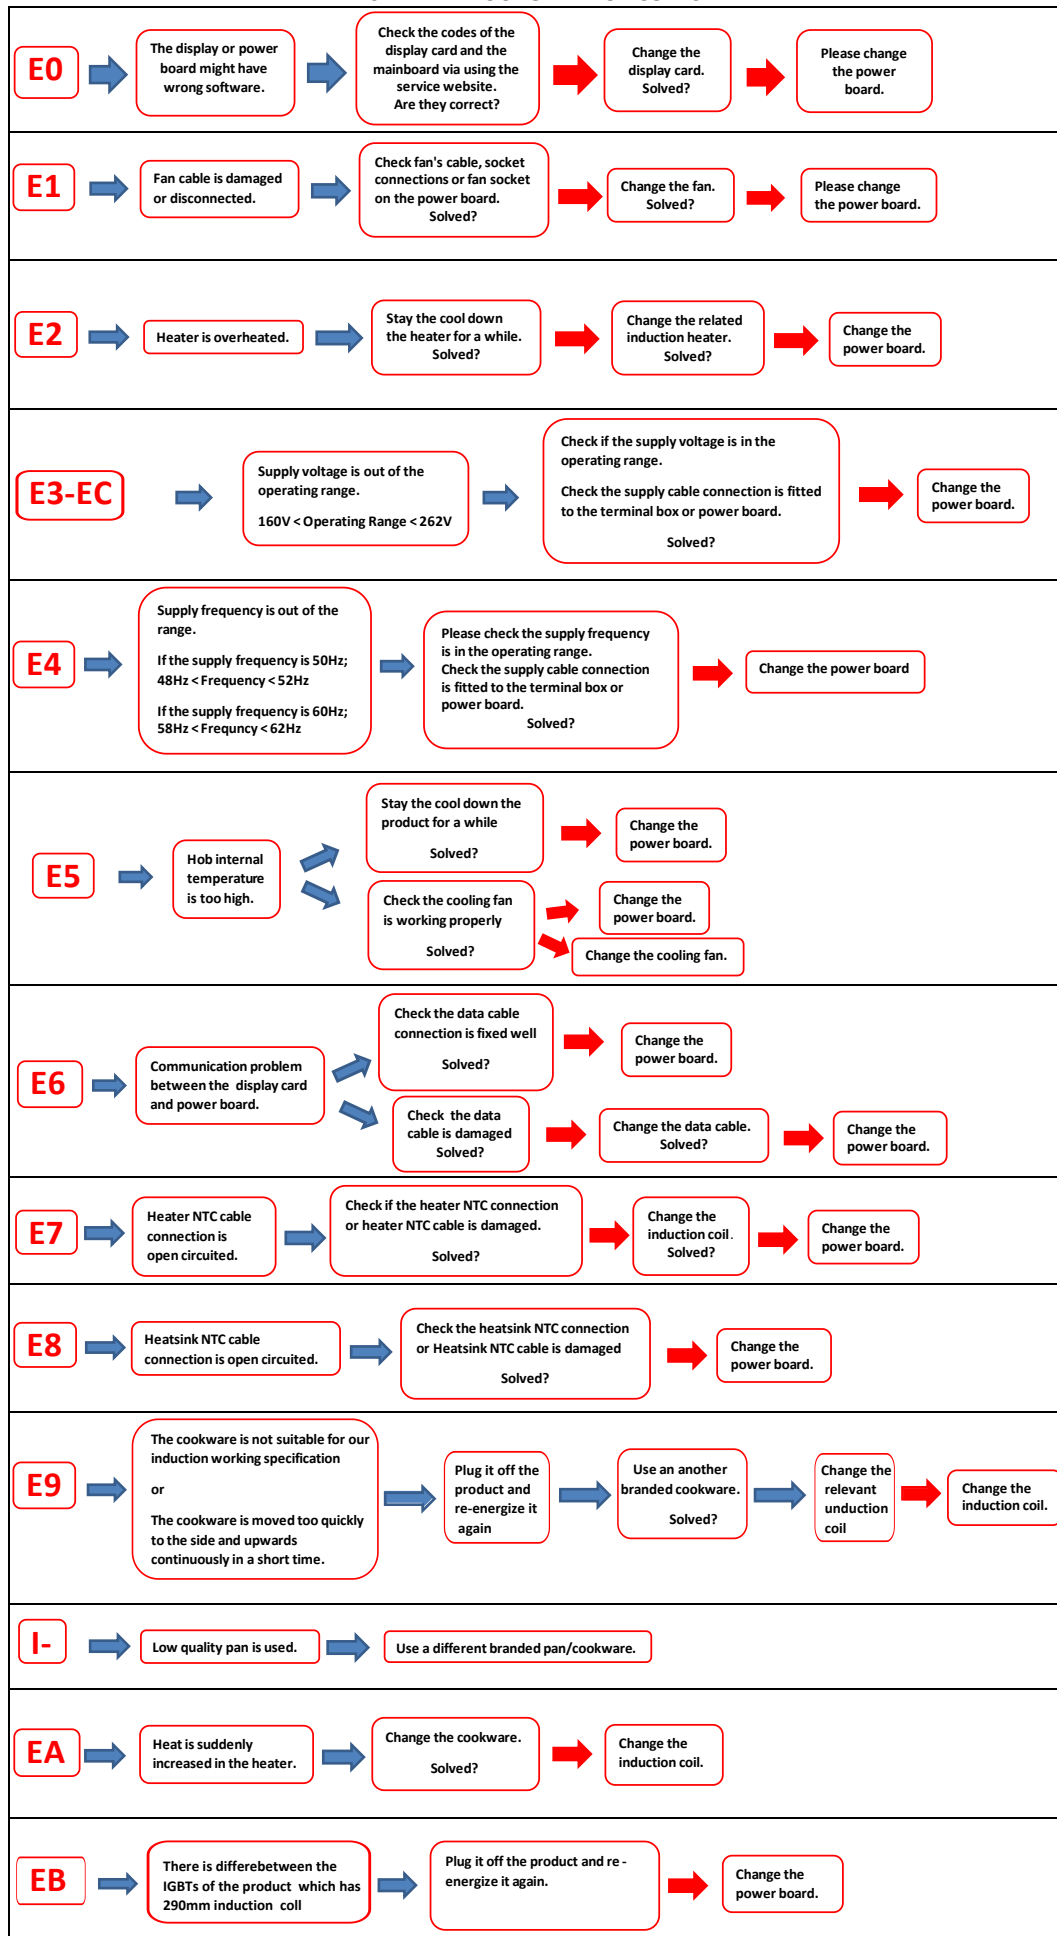 E0
The display or power
board might have
wrong software.
Check the codes of the
display card and the
mainboard via using the
service website.
Are they correct?
Change the
display card.
Solved?
Please change
the power
board.
E1
Fan cable is damaged
or disconnected.
Check fan's cable, socket
connections or fan socket
on the power board.
Solved?
Change the fan.
Solved?
Please change
the power board.
E2
Heater is overheated.
Stay the cool down
the heater for a while.
Solved?
Change the related
induction heater.
Solved?
Change the
power board.
E3-EC
Supply voltage is out of the
operating range.
160V < Operating Range < 262V
Check if the supply voltage is in the
operating range.
Check the supply cable connection is fitted
to the terminal box or power board.
Solved?
Change the
power board.
E4
Supply frequency is out of the
range.
If the supply frequency is 50Hz;
48Hz < Frequency < 52Hz
If the supply frequency is 60Hz;
58Hz < Frequncy < 62Hz
Please check the supply frequency
is in the operating range.
Check the supply cable connection
is fitted to the terminal box or
power board.
Solved?
Change the power board
E5
Hob internal
temperature
is too high.
Stay the cool down the
product for a while
Solved?
Change the
power board.
Check the cooling fan
is working properly
Solved?
Change the
power board.
Change the cooling fan.
E6
Communication problem
between the display card
and power board.
Check the data cable
connection is fixed well
Solved?
Change the
power board.
Check the data
cable is damaged
Solved?
Change the data cable.
Solved?
Change the
power board.
E7
Heater NTC cable
connection is
open circuited.
Check if the heater NTC connection
or heater NTC cable is damaged.
Solved?
Change the
induction coil.
Solved?
Change the
power board.
E8
Heatsink NTC cable
connection is open circuited.
Check the heatsink NTC connection
or Heatsink NTC cable is damaged
Solved?
Change the
power board.
E9
The cookware is not suitable for our
induction working specification
or
The cookware is moved too quickly
to the side and upwards
continuously in a short time.
Plug it off the
product and
re-energize it
again
Use an another
branded cookware.
Solved?
Change the
relevant
unduction
coil
Change the
induction coil.
I-
Low quality pan is used.
Use a different branded pan/cookware.
EA
Heat is suddenly
increased in the heater.
Change the cookware.
Solved?
Change the
induction coil.
EB
There is differebetween the
IGBTs of the product which has
290mm induction coll
Plug it off the product and re -
energize it again.
Change the
power board.